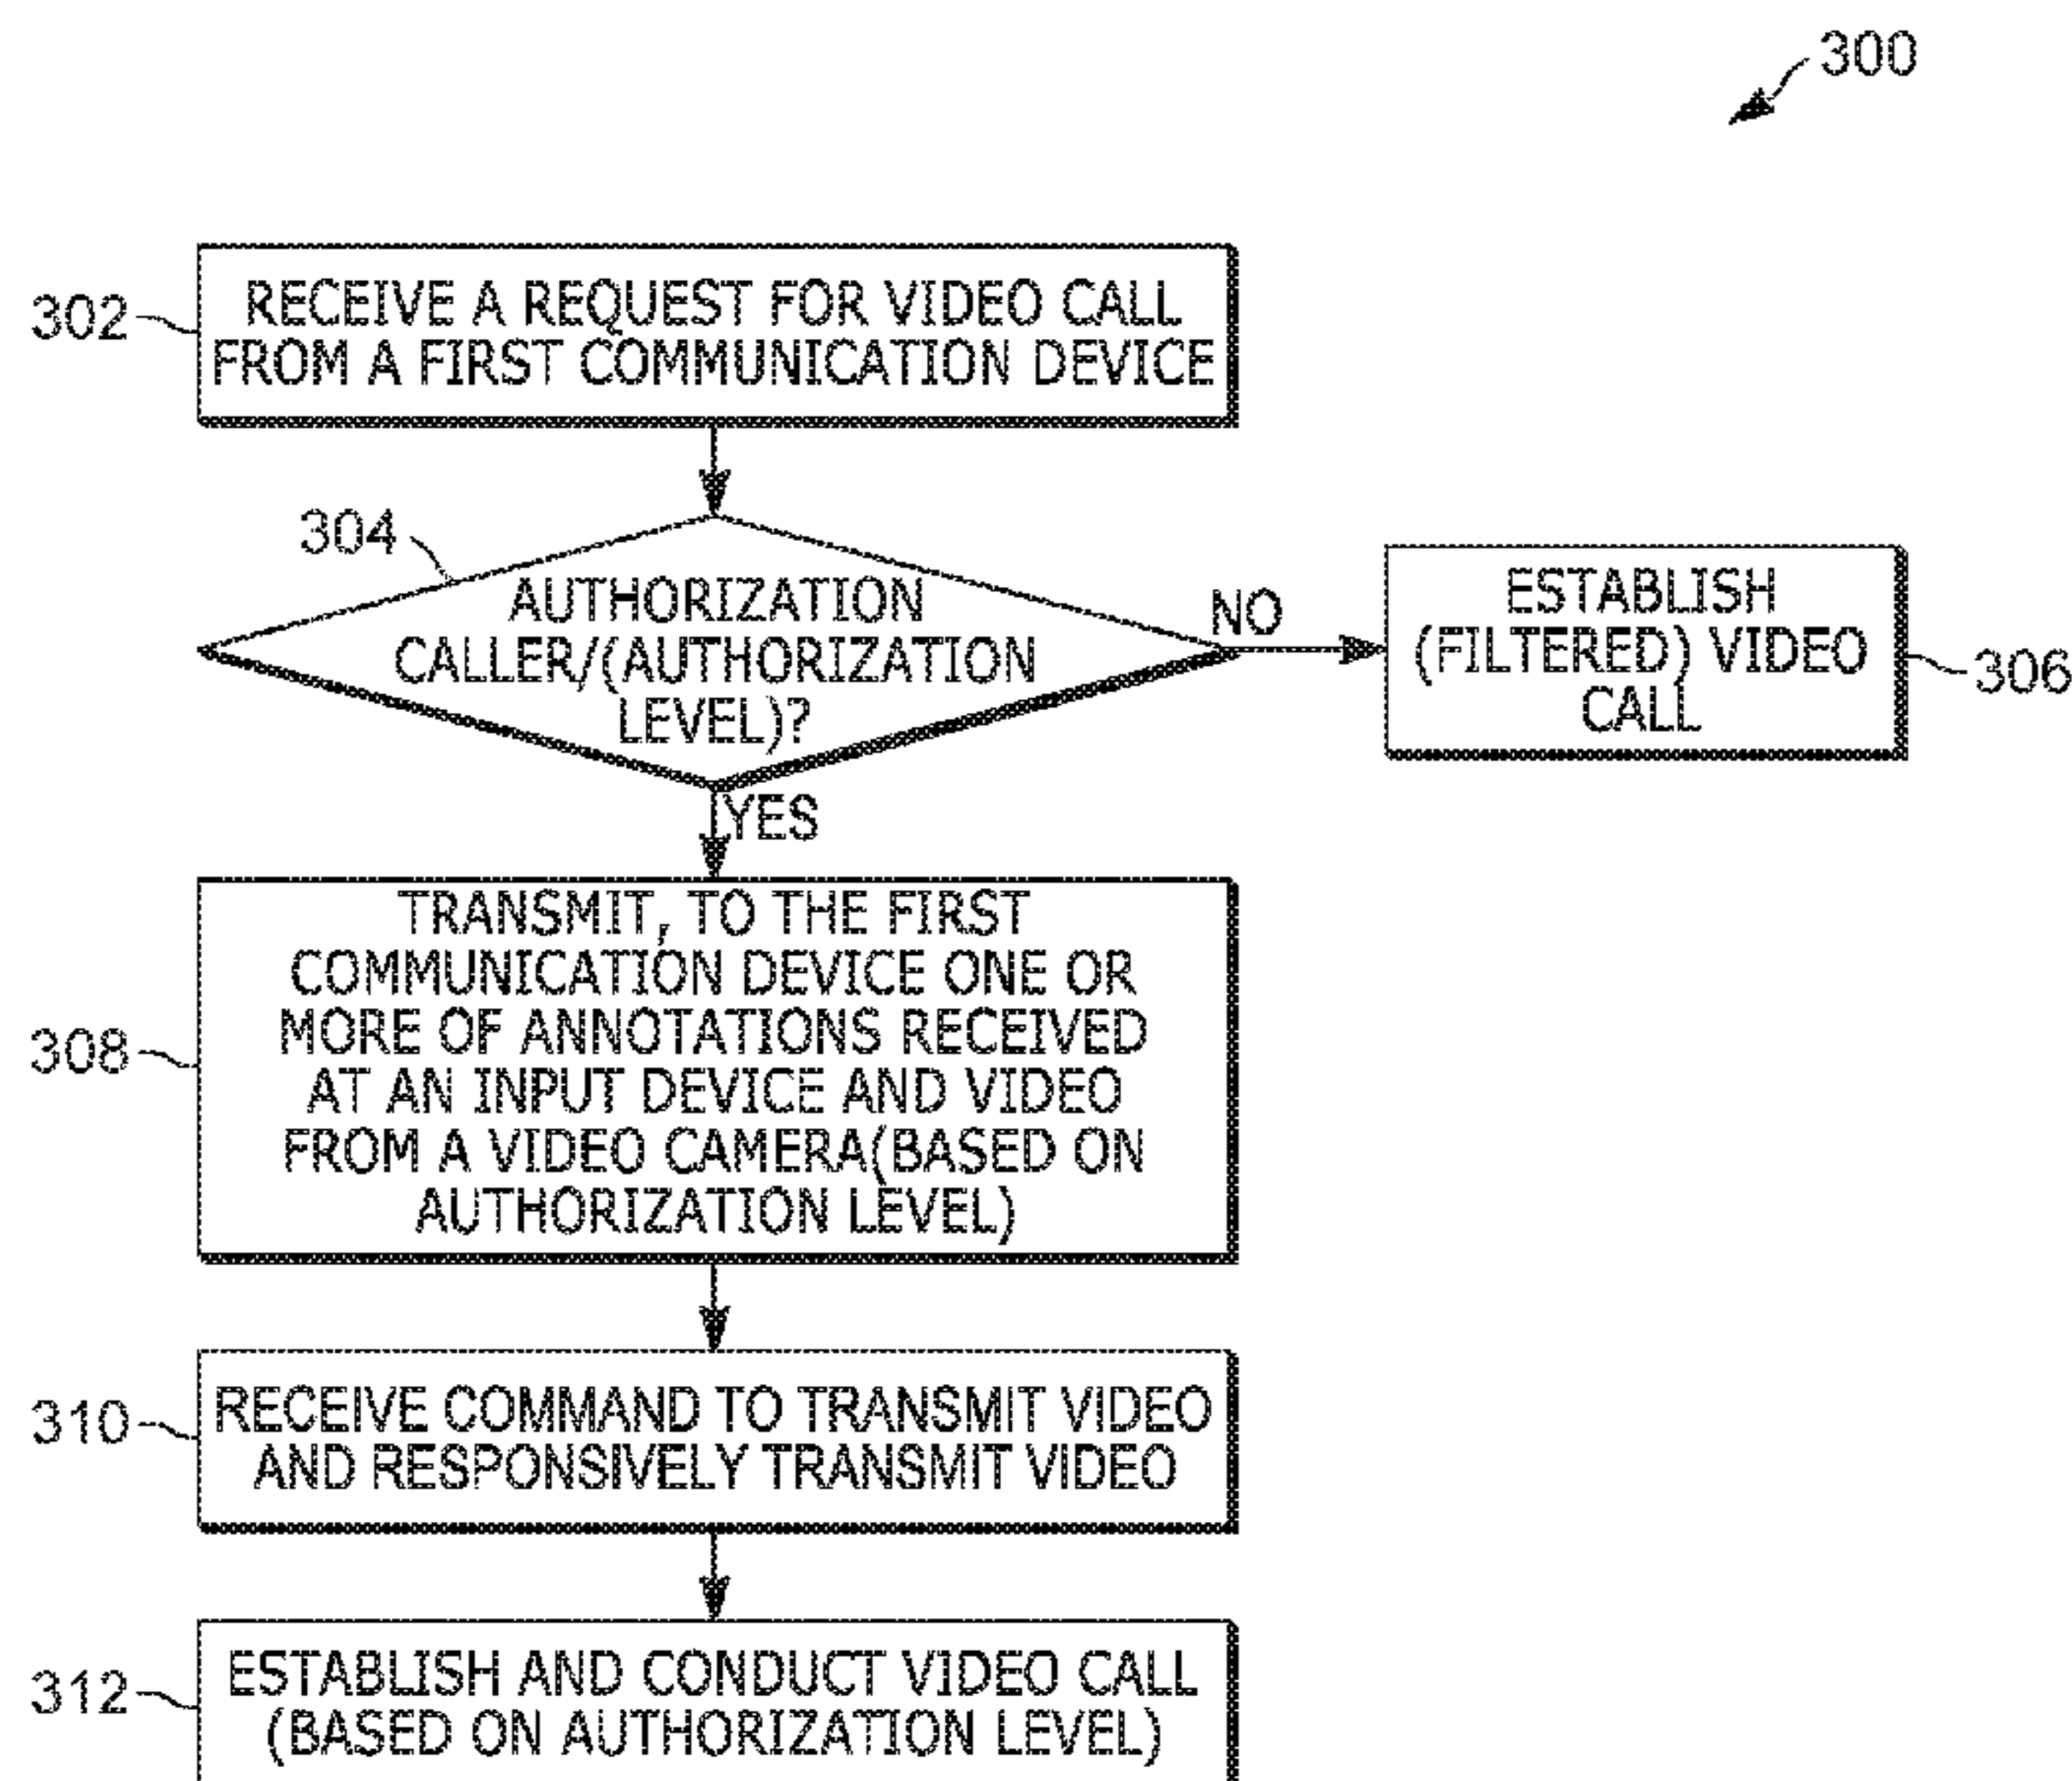 300
302
RECEIVE A REQUEST FOR VIDEO CALL
FROM A FIRST COMMUNICATION DEVICE
304
AUTHORIZATION
CALLER/(AUTHORIZATION
LEVEL)?
NO
ESTABLISH
(FILTERED) VIDEO
CALL
306
YES
308
TRANSMIT, TO THE FIRST
COMMUNICATION DEVICE ONE OR
MORE OF ANNOTATIONS RECEIVED
AT AN INPUT DEVICE AND VIDEO
FROM A VIDEO CAMERA(BASED ON
AUTHORIZATION LEVEL)
310
RECEIVE COMMAND TO TRANSMIT VIDEO
AND RESPONSIVELY TRANSMIT VIDEO
312
ESTABLISH AND CONDUCT VIDEO CALL
(BASED ON AUTHORIZATION LEVEL)